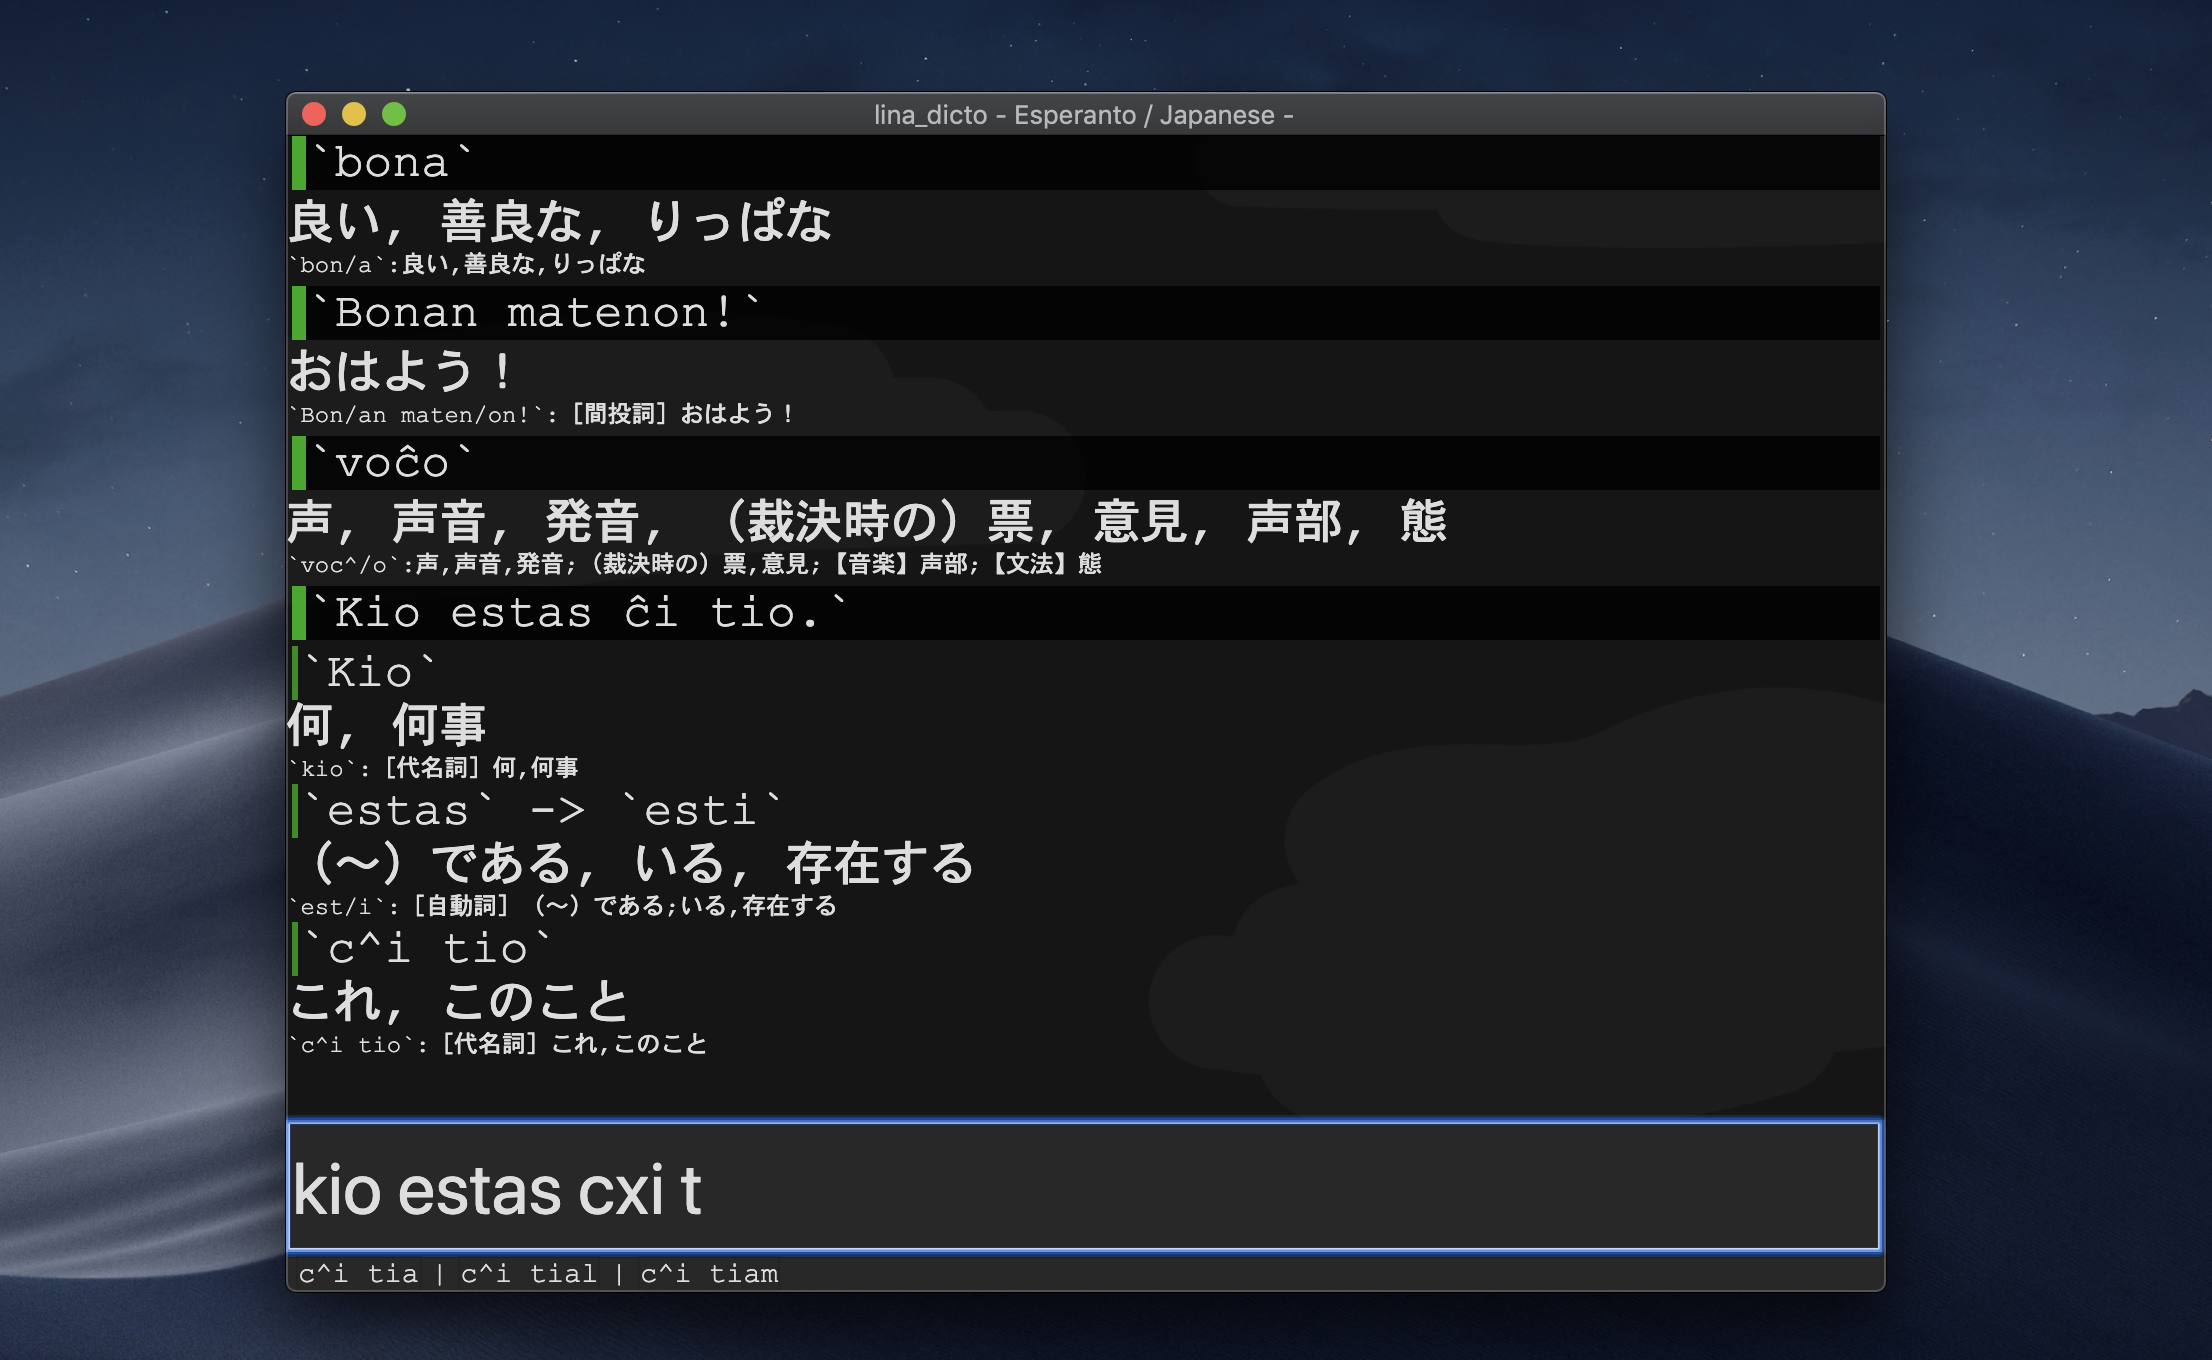 lina_dicto - Esperanto / Japanese -
`bona`
良い, 善良な, りっぱな
`bon/a`:良い,善良な,りっぱな
`Bonan matenon!`
おはよう！
`Bon/an maten/on!`:［間投詞］おはよう！
`voĉo`
声, 声音, 発音, （裁決時の）票, 意見, 声部, 態
`voc^/o`:声,声音,発音;（裁決時の）票,意見;【音楽】声部;【文法】態
`Kio estas ĉi tio.`
`Kio`
何, 何事
`kio`:［代名詞］何,何事
`estas` -> `esti`
（～）である, いる, 存在する
`est/i`:［自動詞］（～）である;いる,存在する
`c^i tio`
これ, このこと
`c^i tio`:［代名詞］これ,このこと
kio estas cxi t
c^i tia | c^i tial | c^i tiam